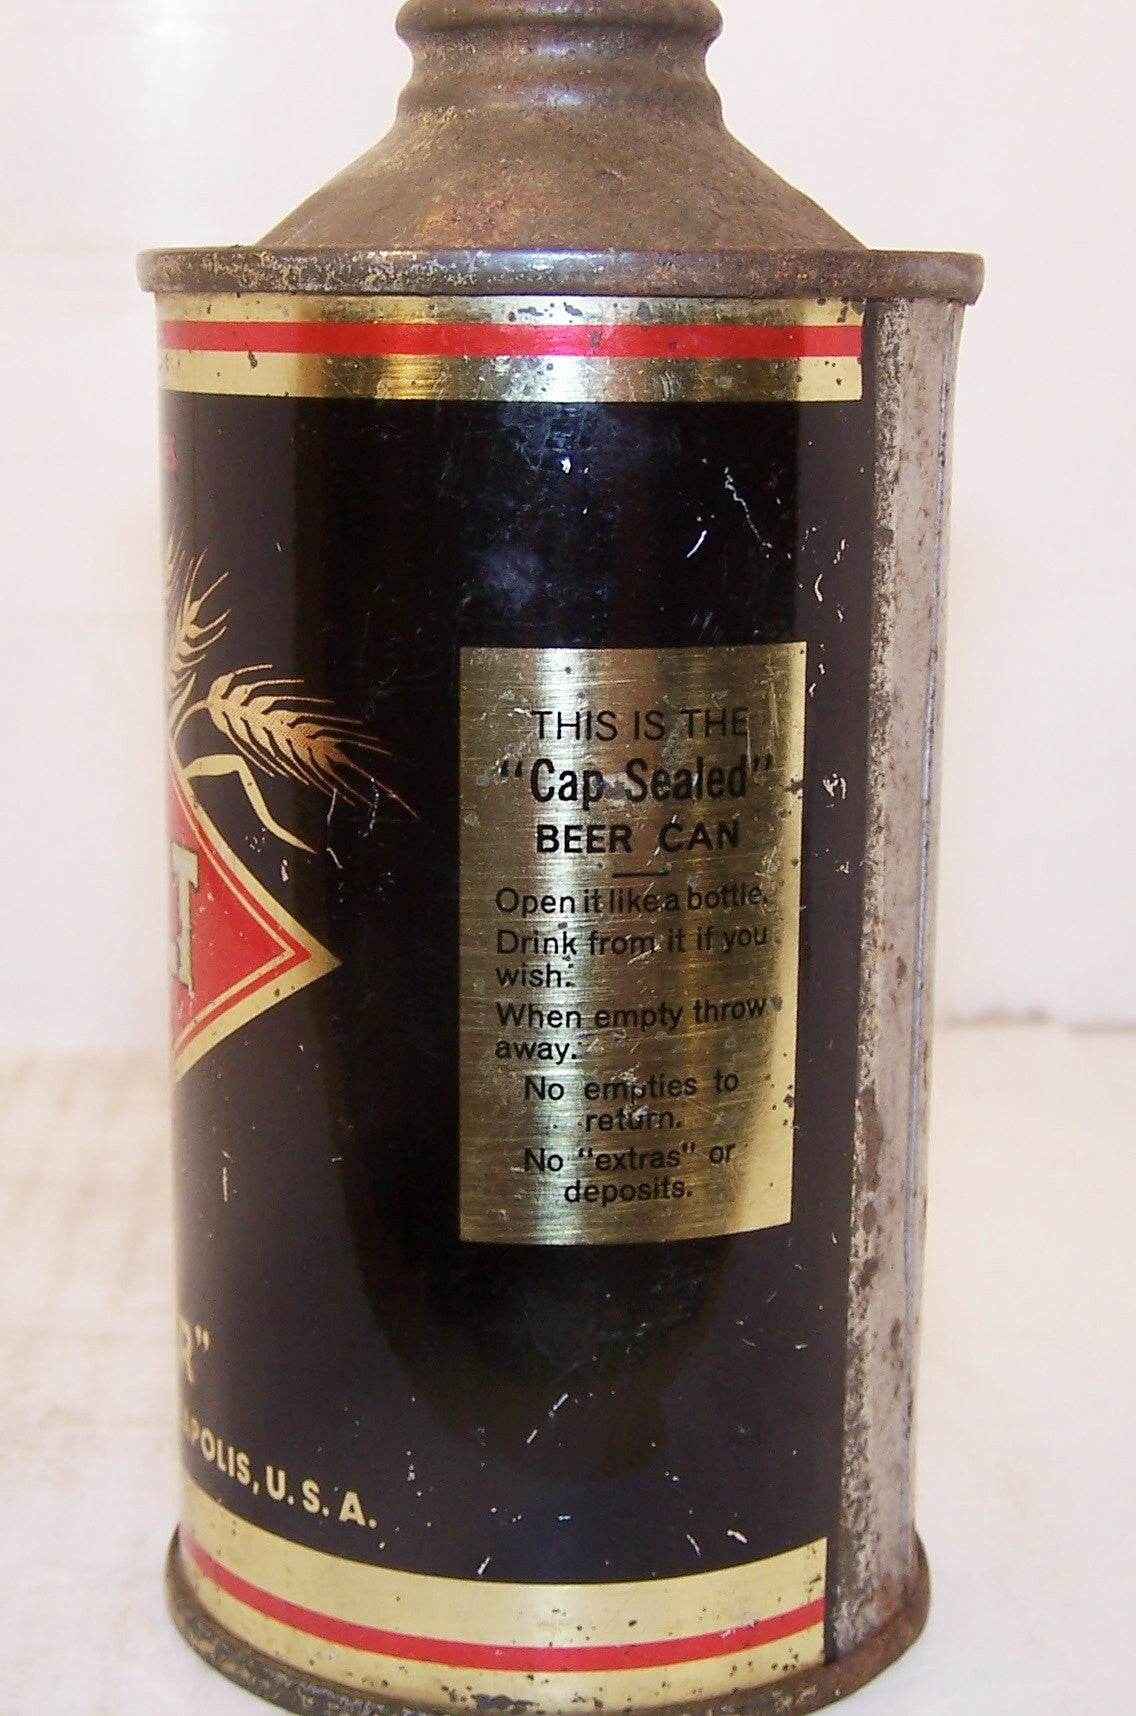 THIS IS THE
"Cap Sealed"
BEER CAN
Open it like a bottle.
Drink from it if you
wish.
When empty throw
away.
No empties to
return.
No "extras" or
deposits.
R"
APOLIS, U. S. A.